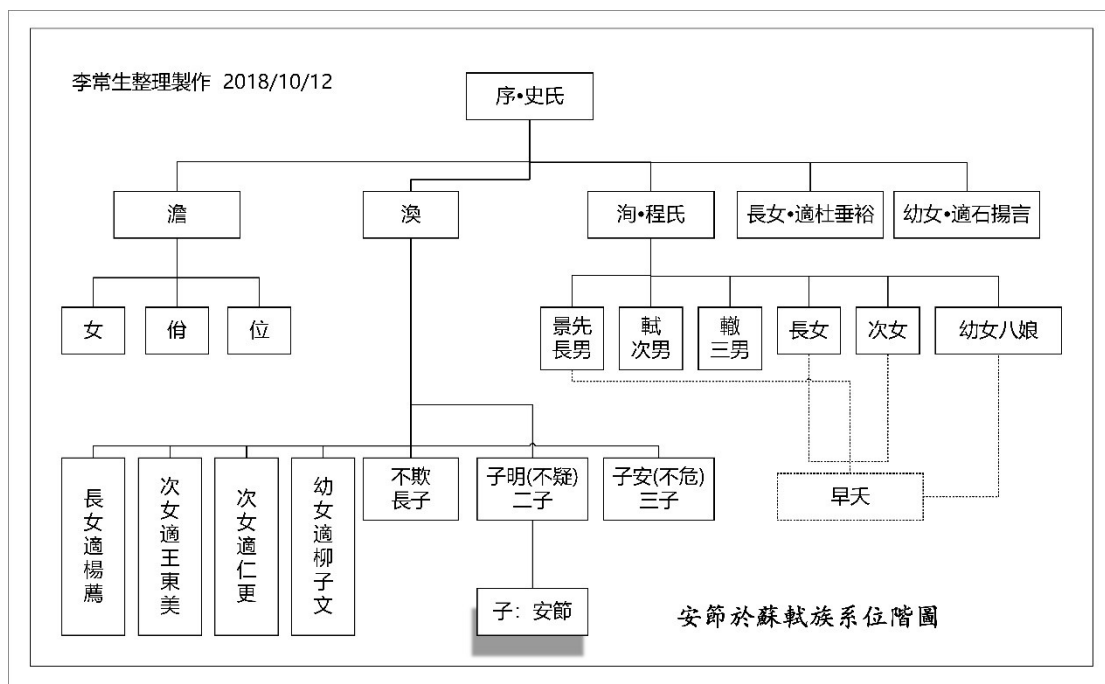 李常生整理製作 2018/10/12
序•史氏
澹
渙
洵•程氏
長女•適杜垂裕
幼女•適石揚言
女
佾
位
景先
長男
軾
次男
轍
三男
長女
次女
幼女八娘
長女適楊薦
次女適王東美
次女適仁更
幼女適柳子文
不欺
長子
子明(不疑)
二子
子安(不危)
三子
早夭
子：安節
安節於蘇軾族系位階圖